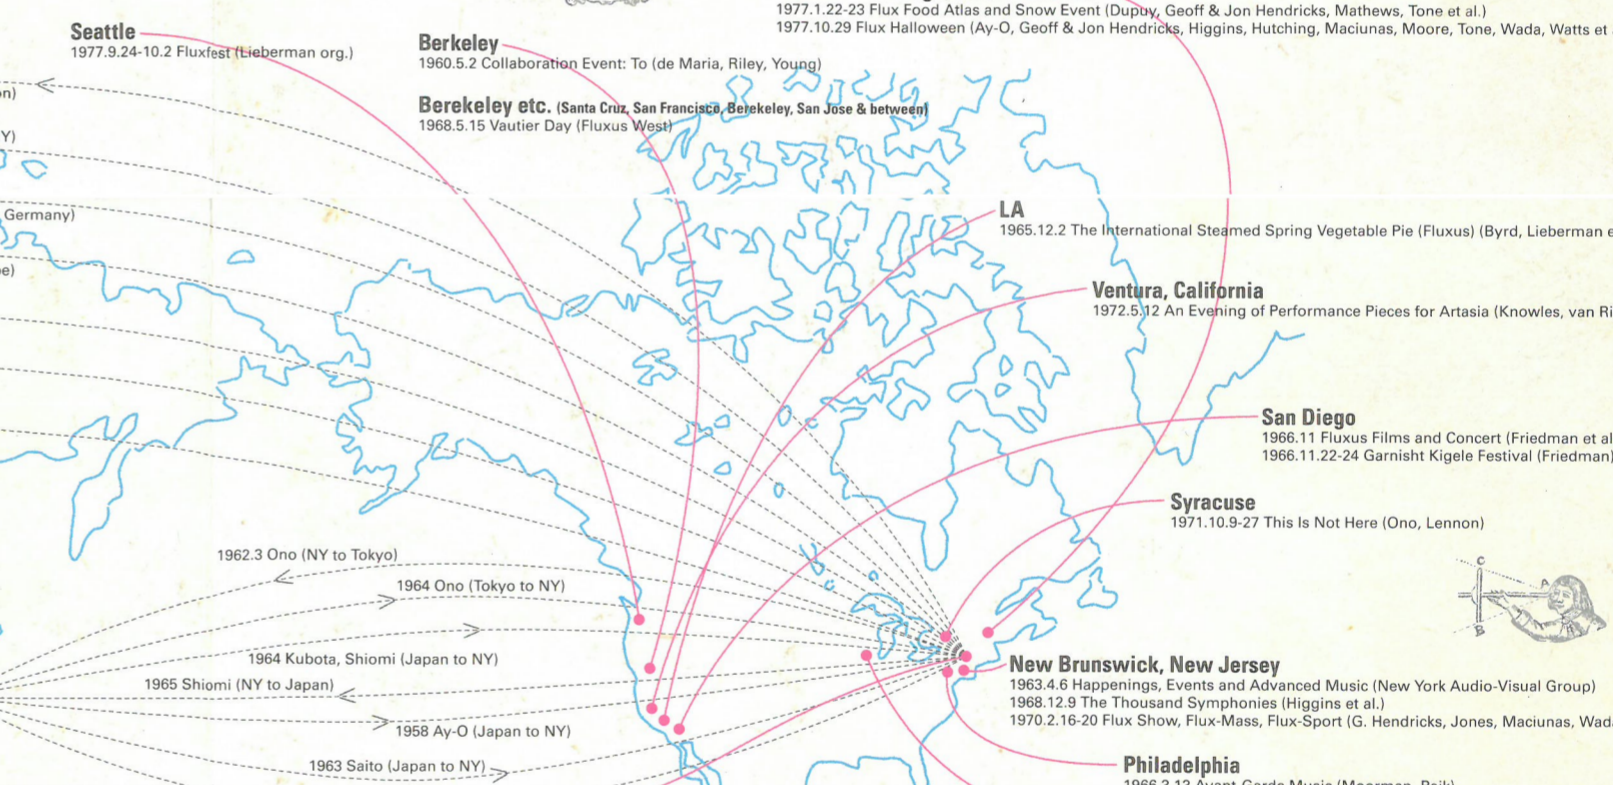 1977.1.22-23 Flux Food Atlas and Snow Event (Dupuy, Geoff & Jon Hendricks, Mathews, Tone et al.)
1977.10.29 Flux Halloween (Ay-O, Geoff & Jon Hendricks, Higgins, Hutching, Maciunas, Moore, Tone, Wada, Watts et
Seattle
1977.9.24-10.2 Fluxfest (Lieberman org.)
Berkeley
1960.5.2 Collaboration Event: To (de Maria, Riley, Young)
Berekeley etc. (Santa Cruz, San Francisco, Berekeley, San Jose & between)
1968.5.15 Vautier Day (Fluxus West)
on)
Y)
Germany)
e)
LA
1965.12.2 The International Steamed Spring Vegetable Pie (Fluxus) (Byrd, Lieberman e
Ventura, California
1972.5.12 An Evening of Performance Pieces for Artasia (Knowles, van Ri
San Diego
1966.11 Fluxus Films and Concert (Friedman et al
1966.11.22-24 Garnisht Kigele Festival (Friedman)
Syracuse
1971.10.9-27 This Is Not Here (Ono, Lennon)
1962.3 Ono (NY to Tokyo)
1964 Ono (Tokyo to NY)
C
A
B
1964 Kubota, Shiomi (Japan to NY)
1965 Shiomi (NY to Japan)
1958 Ay-O (Japan to NY)
1963 Saito (Japan to NY)
New Brunswick, New Jersey
1963.4.6 Happenings, Events and Advanced Music (New York Audio-Visual Group)
1968.12.9 The Thousand Symphonies (Higgins et al.)
1970.2.16-20 Flux Show, Flux-Mass, Flux-Sport (G. Hendricks, Jones, Maciunas, Wad
Philadelphia